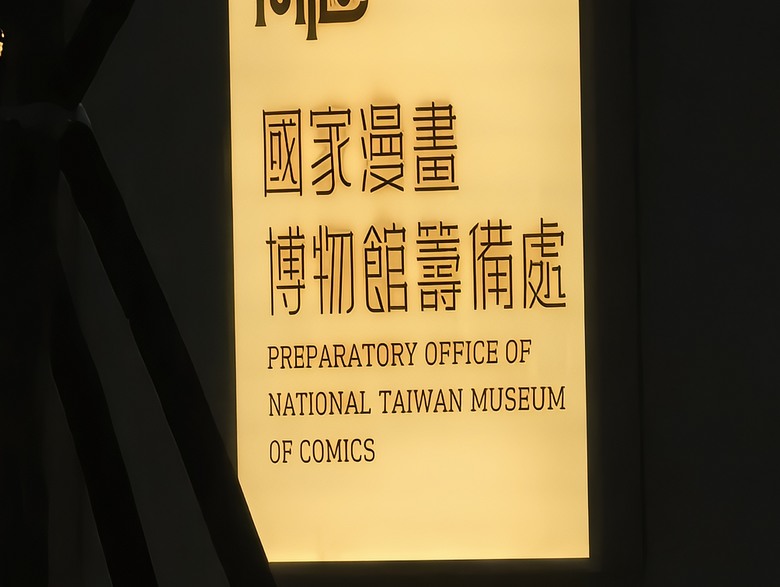 國家漫畫
博物館籌備處
PREPARATORY OFFICE OF
NATIONAL TAIWAN MUSEUM
OF COMICS